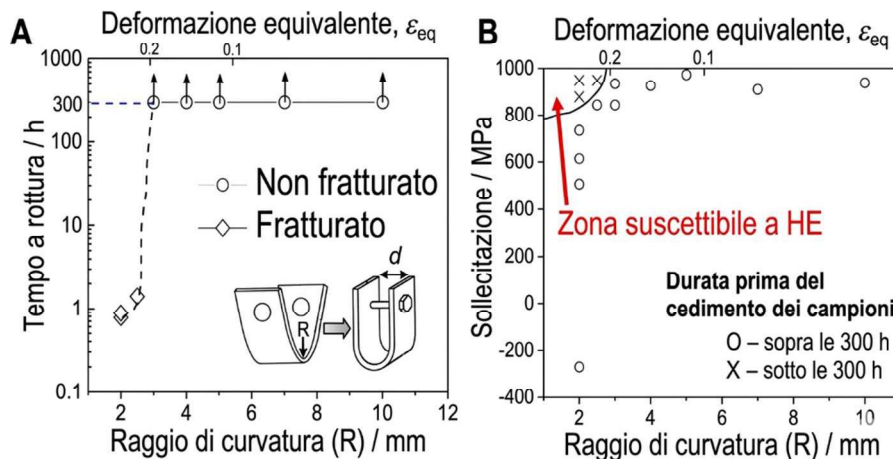 A
Deformazione equivalente, εeq
0.2 0.1
1000
300
100
10
1
0.1
Tempo a rottura / h
Non fratturato
Fratturato
d
R
2 4 6 8 10 12
Raggio di curvatura (R) / mm
B
Deformazione equivalente, εeq
0.2 0.1
1000
800
600
400
200
0
-200
-400
Sollecitazione / MPa
Zona suscettibile a HE
Durata prima del
cedimento dei campioni
O – sopra le 300 h
X – sotto le 300 h
2 4 6 8 10
Raggio di curvatura (R) / mm